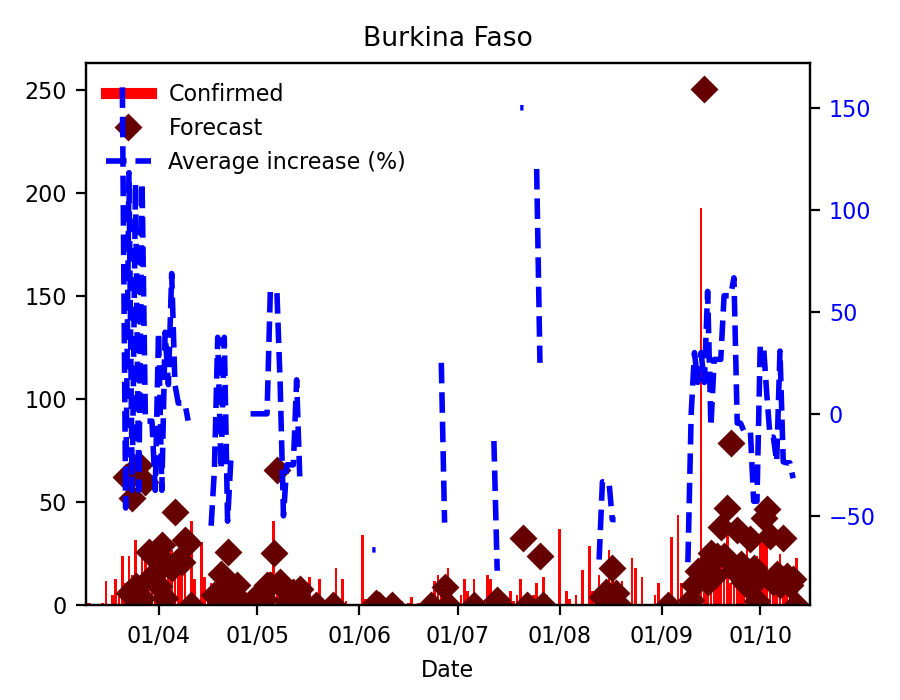 Burkina Faso
Confirmed
Forecast
Average increase (%)
250
200
150
100
50
0
150
100
50
0
−50
01/04 01/05 01/06 01/07 01/08 01/09 01/10
Date